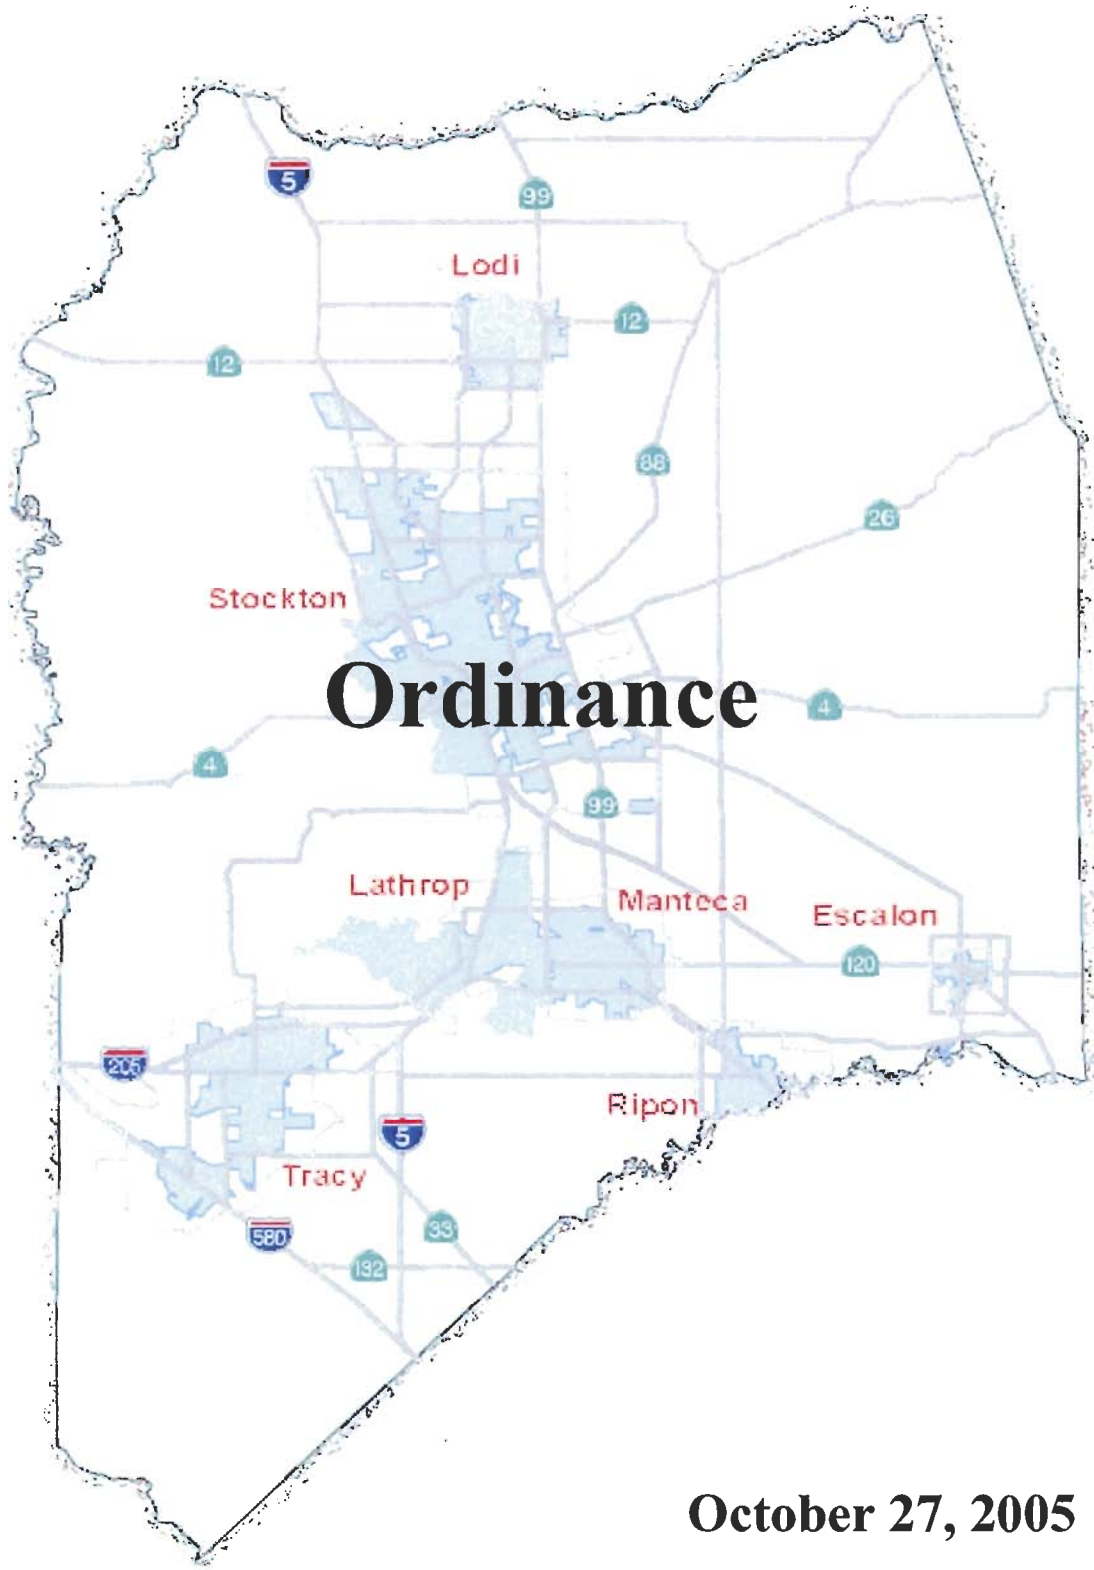 5
99
Lodi
12
12
88
26
Stockton
Ordinance
4
4
99
Lathrop
Manteca
Escalon
120
205
Ripon
5
Tracy
33
580
132
October 27, 2005